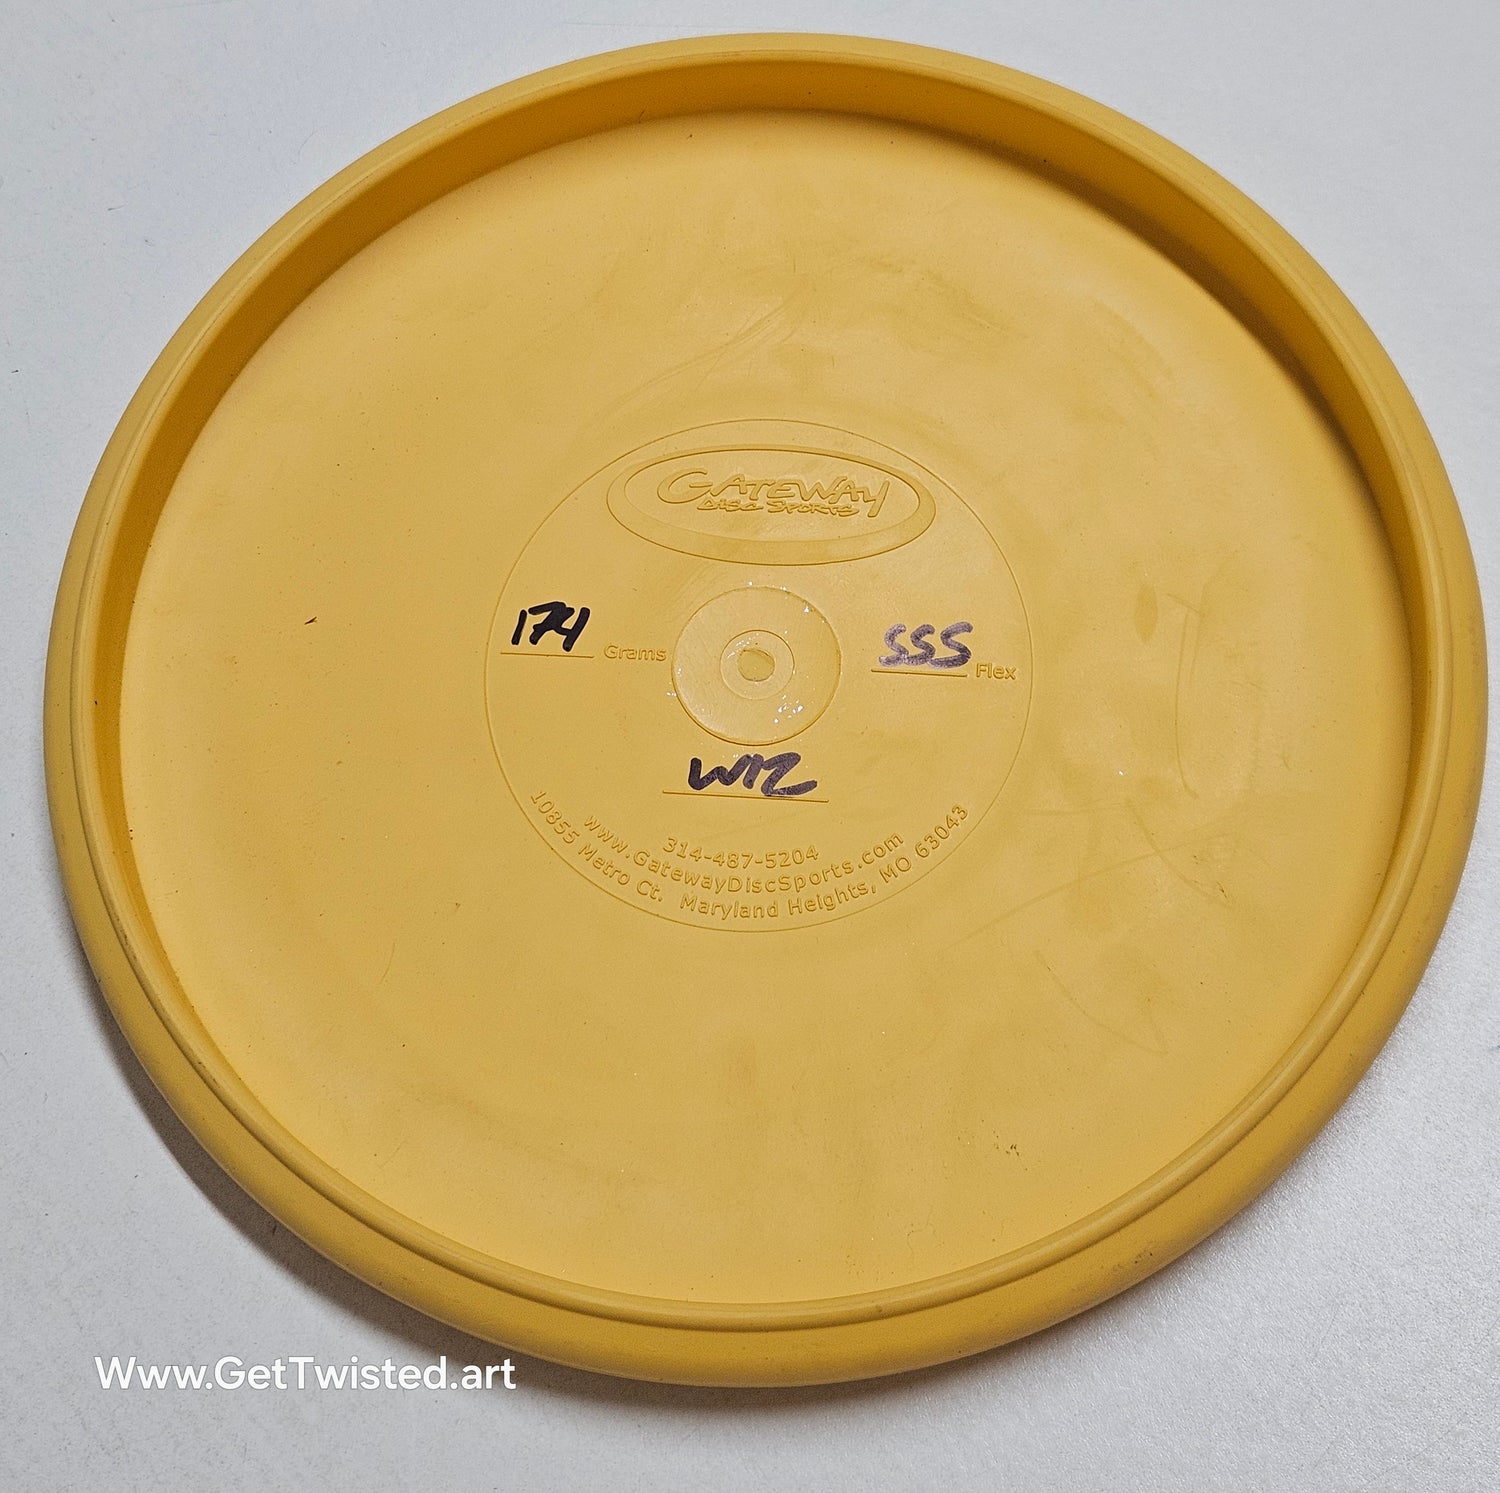 GATEWAY
DISC SPORTS
174 Grams
SSS Flex
WIZ
314-487-5204
www.GatewayDiscSports.com
10855 Metro Ct. Maryland Heights, MO 63043
Www.GetTwisted.art